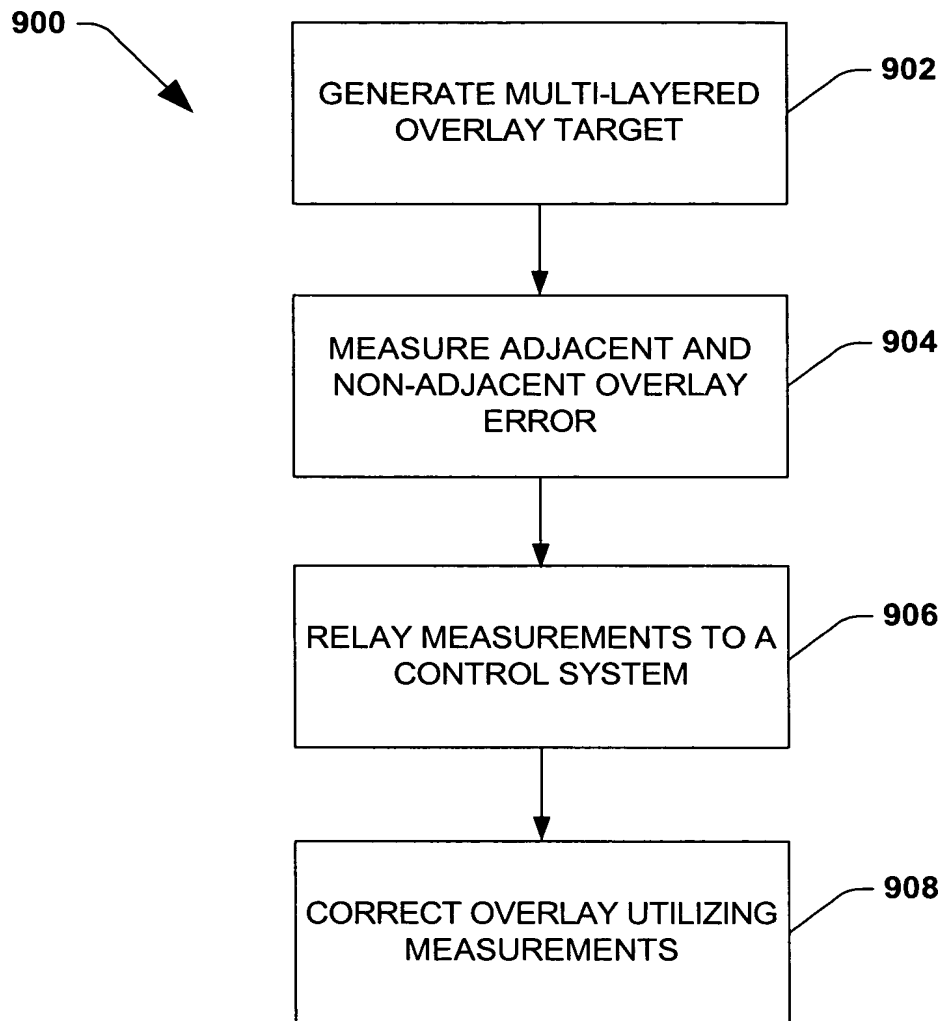 900
GENERATE MULTI-LAYERED
OVERLAY TARGET
902
MEASURE ADJACENT AND
NON-ADJACENT OVERLAY
ERROR
904
RELAY MEASUREMENTS TO A
CONTROL SYSTEM
906
CORRECT OVERLAY UTILIZING
MEASUREMENTS
908